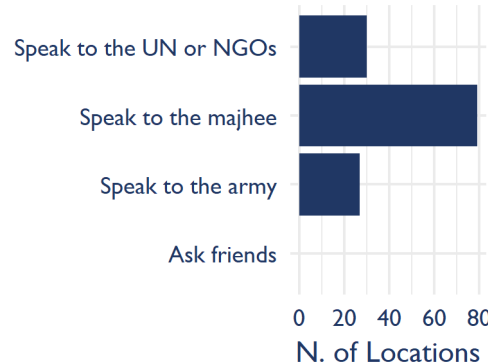 Speak to the UN or NGOs
Speak to the majhee
Speak to the army
Ask friends
0 20 40 60 80
N. of Locations